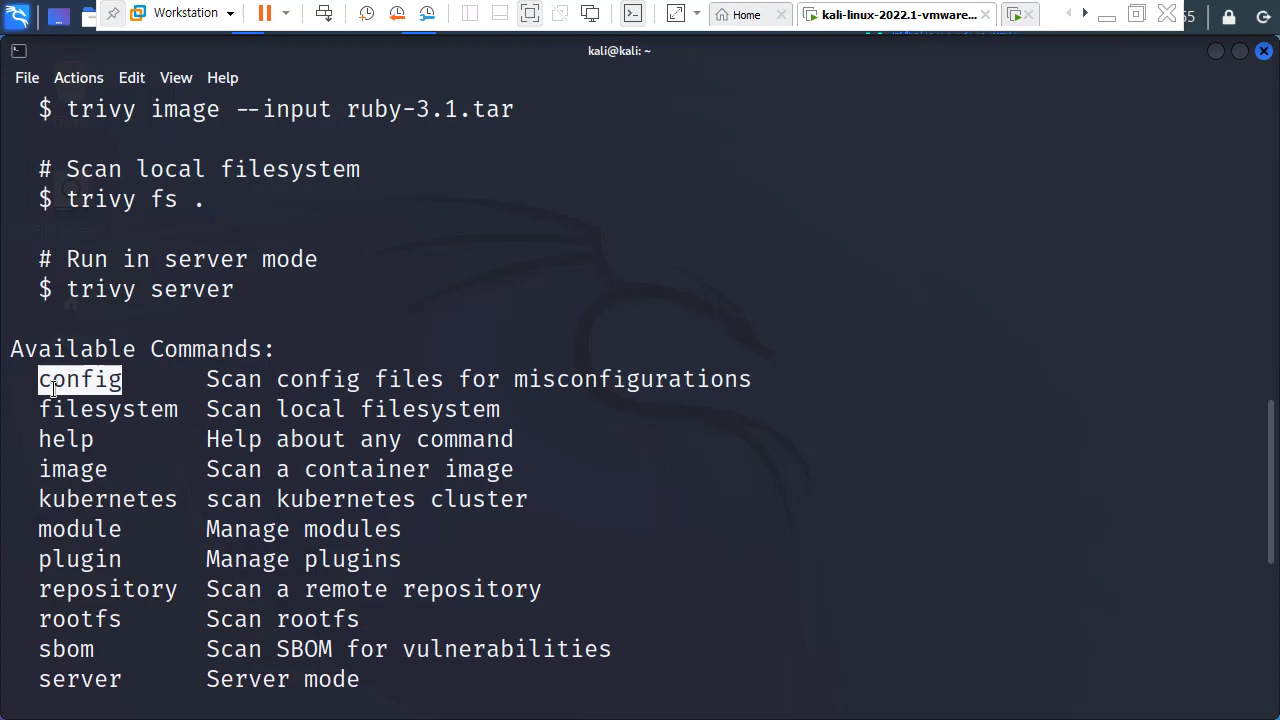 Workstation
Home
kali-linux-2022.1-vmware...
55
kali@kali: ~
File Actions Edit View Help
$ trivy image --input ruby-3.1.tar
# Scan local filesystem
$ trivy fs .
# Run in server mode
$ trivy server
Available Commands:
config Scan config files for misconfigurations
filesystem Scan local filesystem
help Help about any command
image Scan a container image
kubernetes scan kubernetes cluster
module Manage modules
plugin Manage plugins
repository Scan a remote repository
rootfs Scan rootfs
sbom Scan SBOM for vulnerabilities
server Server mode